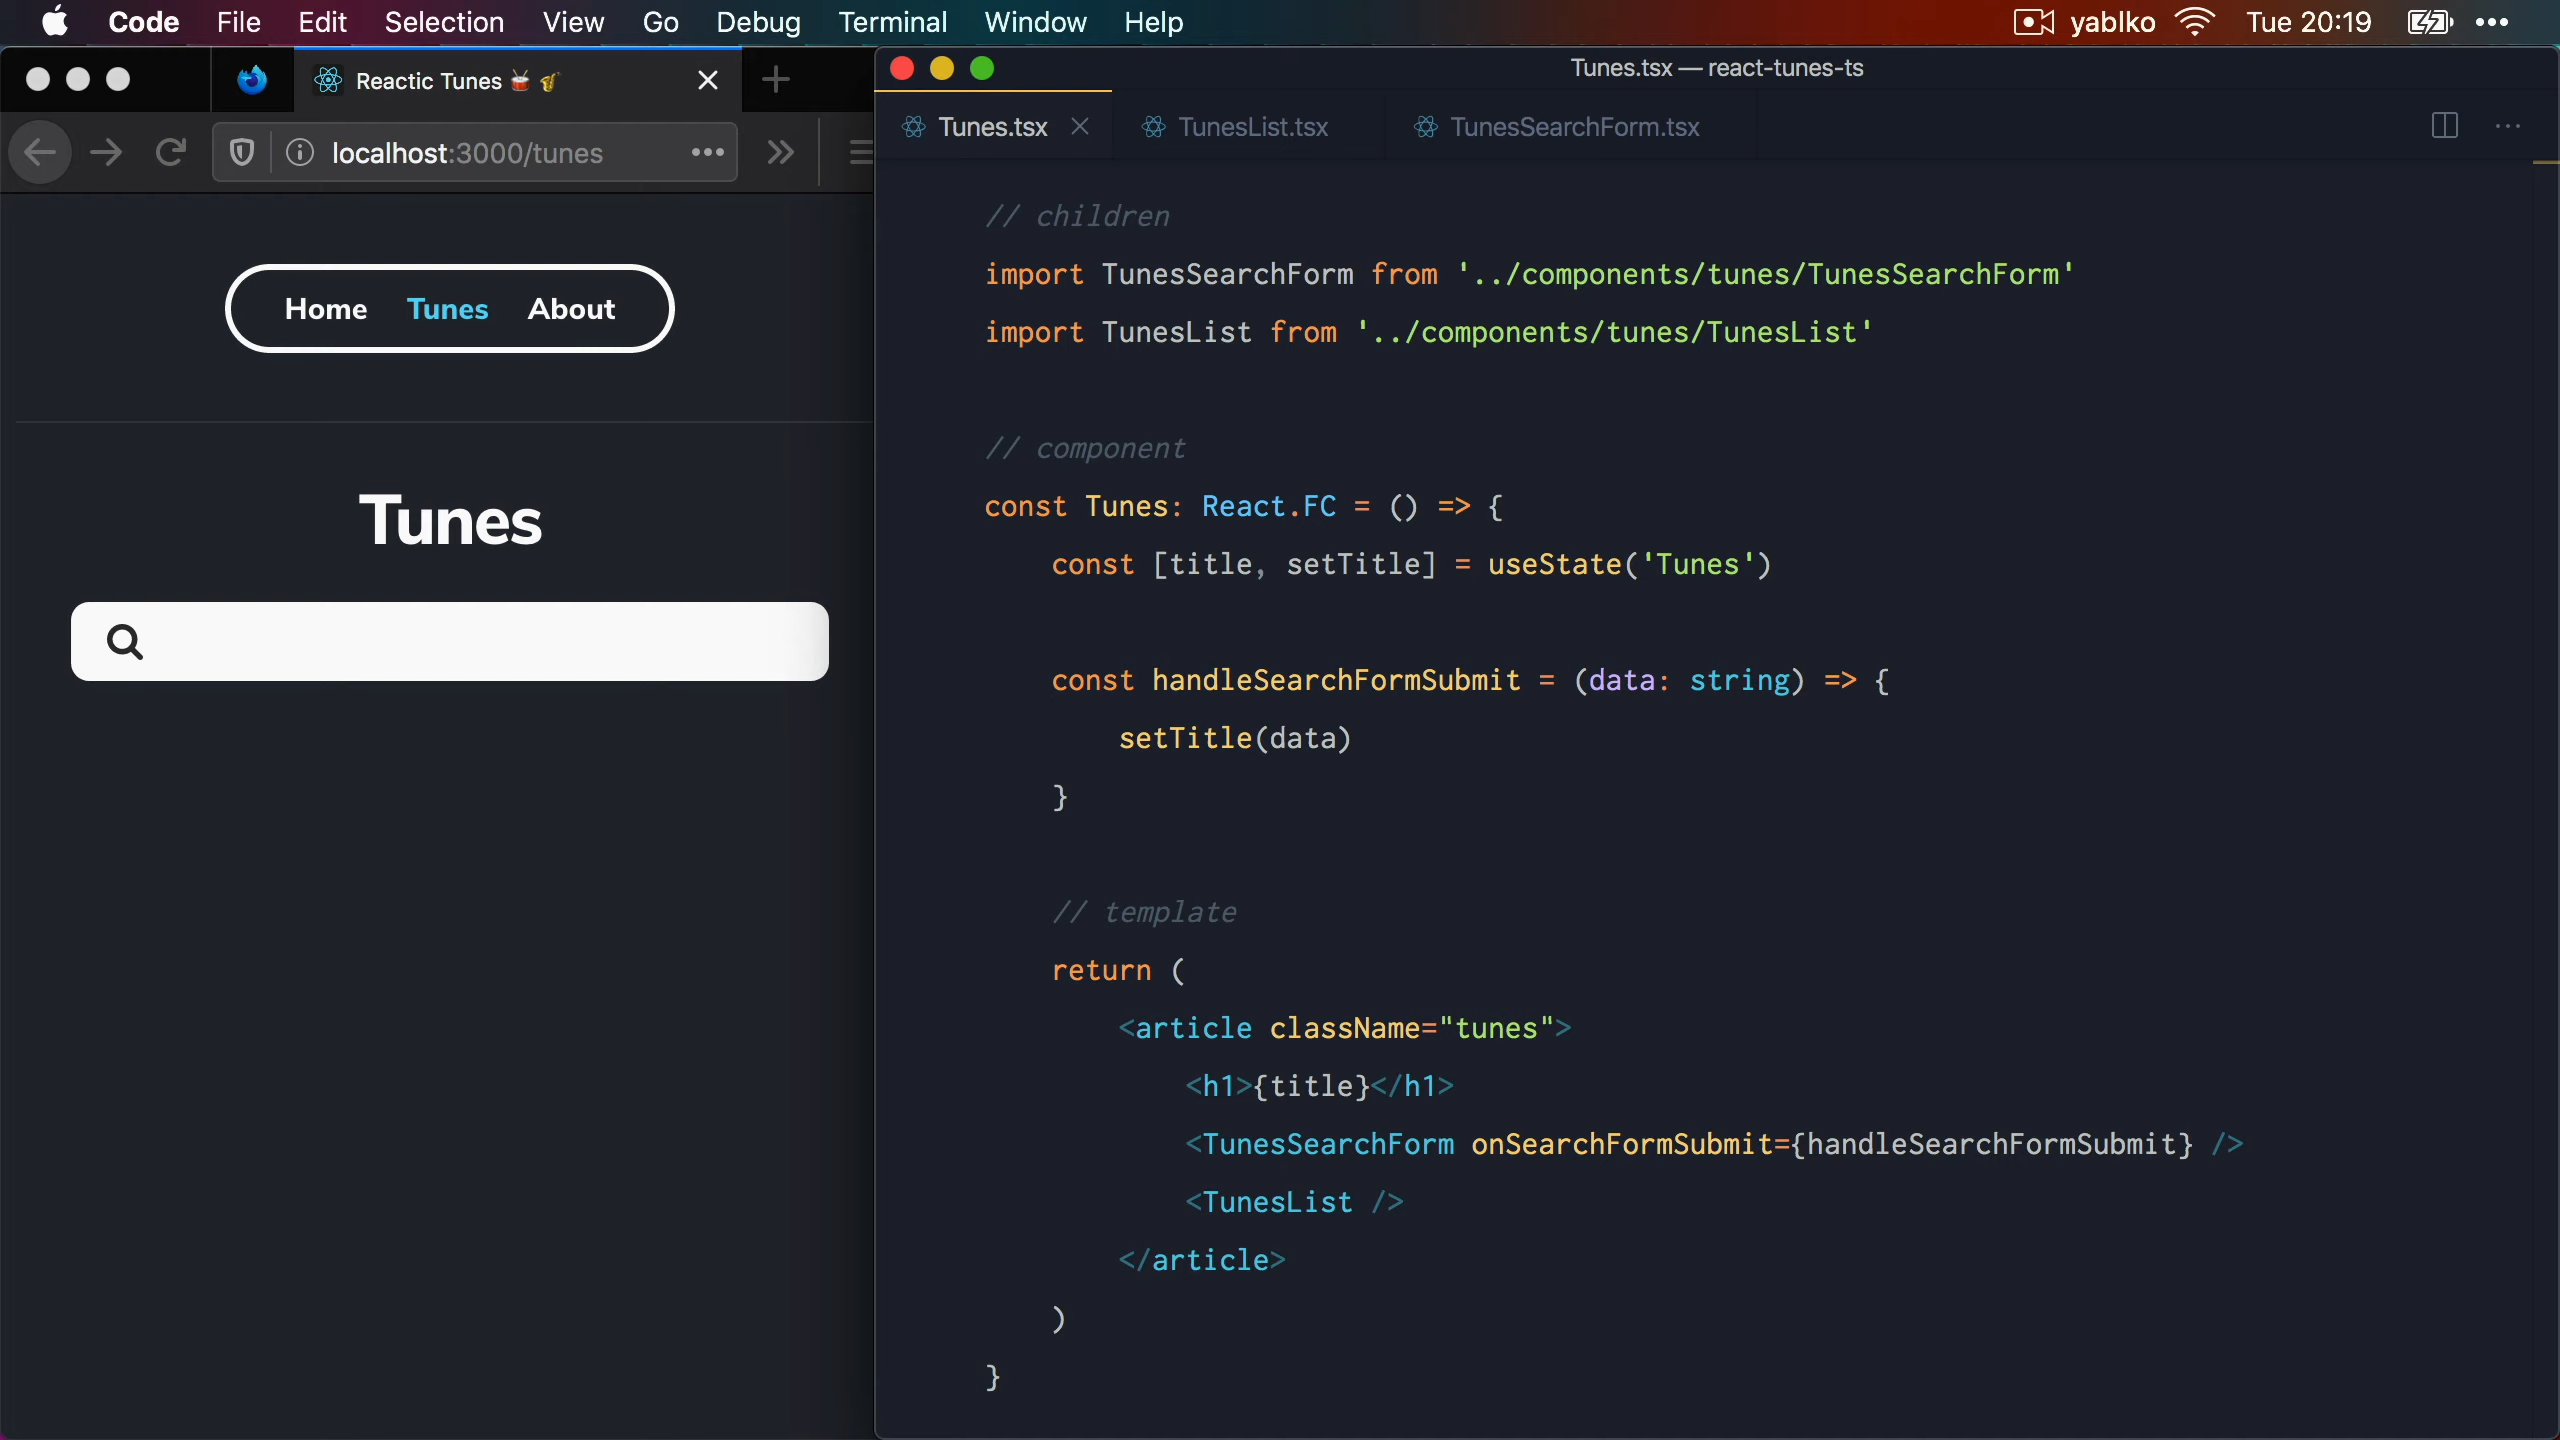 Code File Edit Selection View Go Debug Terminal Window Help yablko Tue 20:19
Reactic Tunes
localhost:3000/tunes
Home Tunes About
Tunes
Tunes.tsx — react-tunes-ts
Tunes.tsx TunesList.tsx TunesSearchForm.tsx
// children
import TunesSearchForm from '../components/tunes/TunesSearchForm'
import TunesList from '../components/tunes/TunesList'
// component
const Tunes: React.FC = () => {
const [title, setTitle] = useState('Tunes')
const handleSearchFormSubmit = (data: string) => {
setTitle(data)
}
// template
return (
<article className="tunes">
<h1>{title}</h1>
<TunesSearchForm onSearchFormSubmit={handleSearchFormSubmit} />
<TunesList />
</article>
)
}